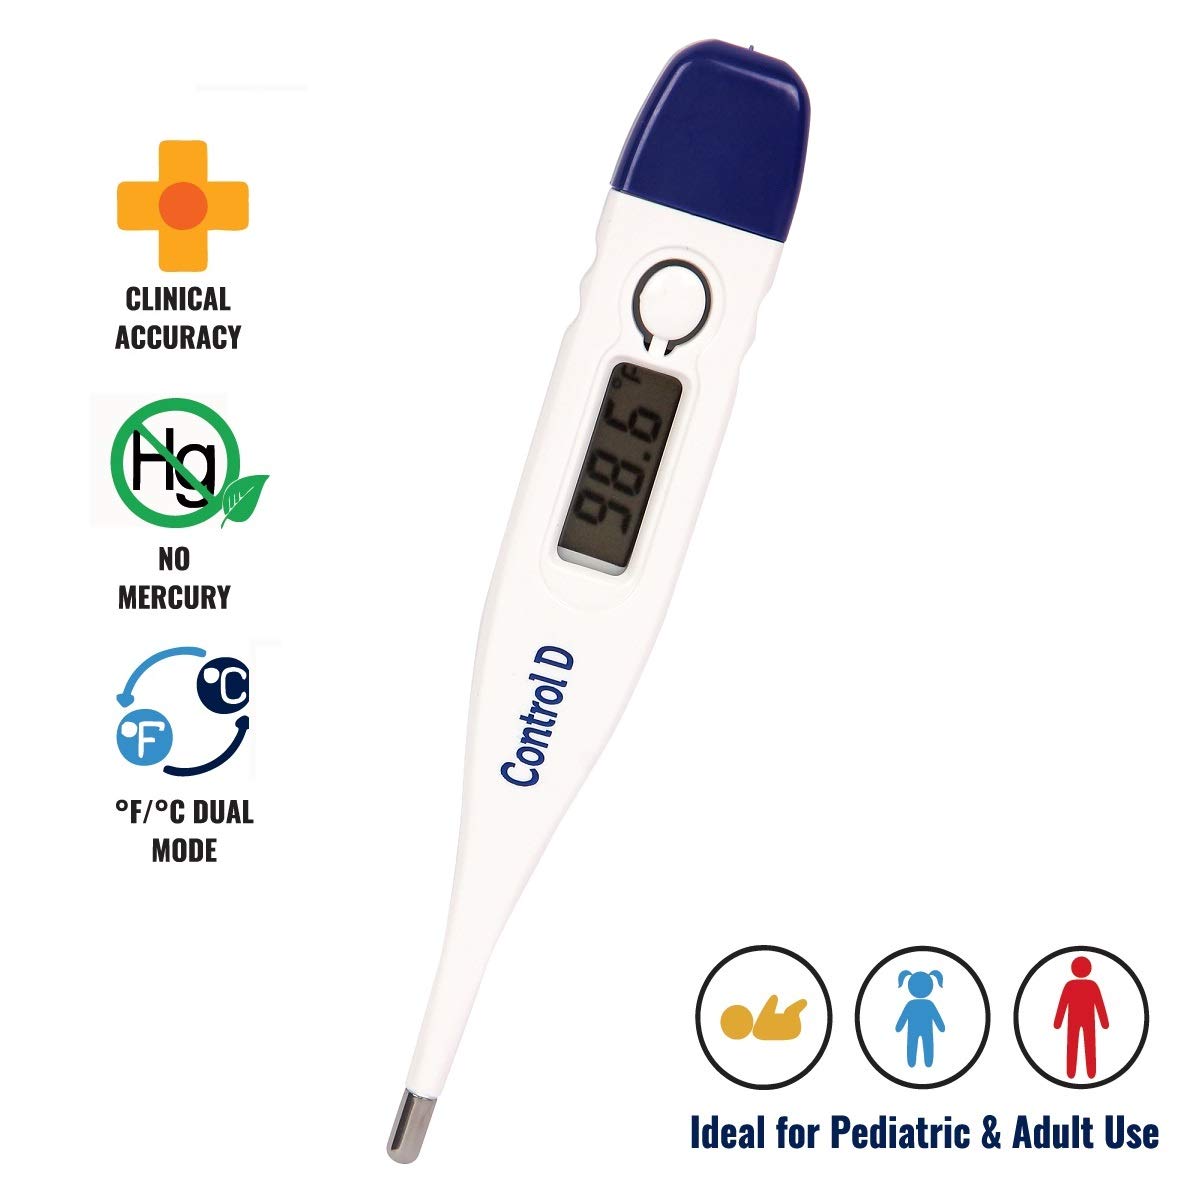 CLINICAL
ACCURACY
Hg
NO
MERCURY
°C
°F
°F/°C DUAL
MODE
98.6 °F
Control D
Ideal for Pediatric & Adult Use